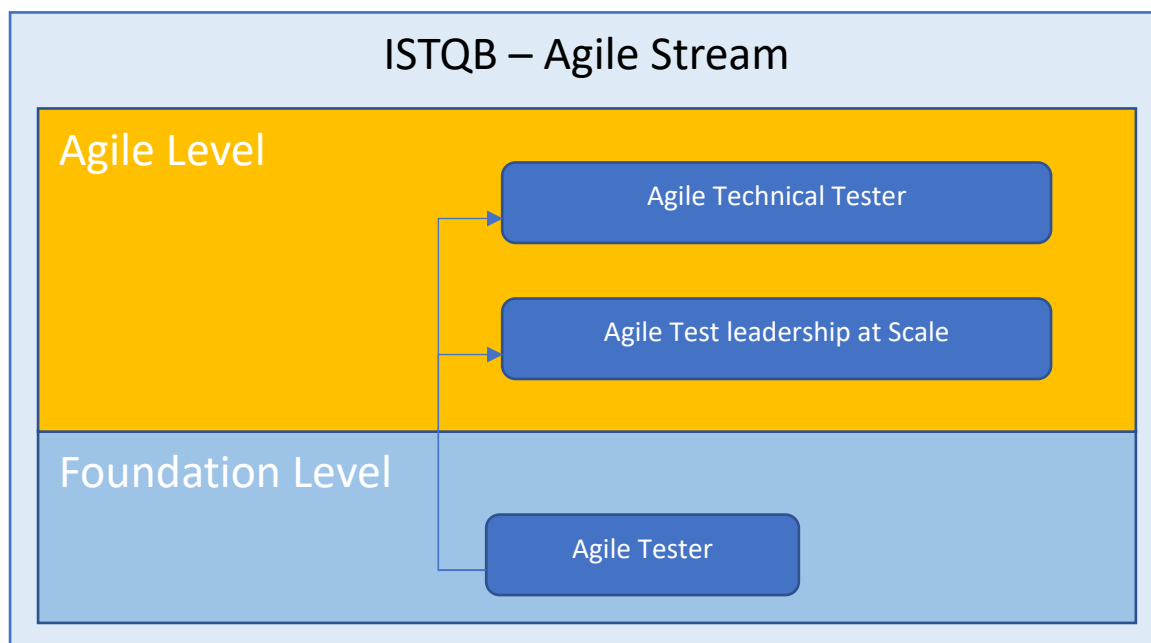 ISTQB – Agile Stream
Agile Level
Agile Technical Tester
Agile Test leadership at Scale
Foundation Level
Agile Tester